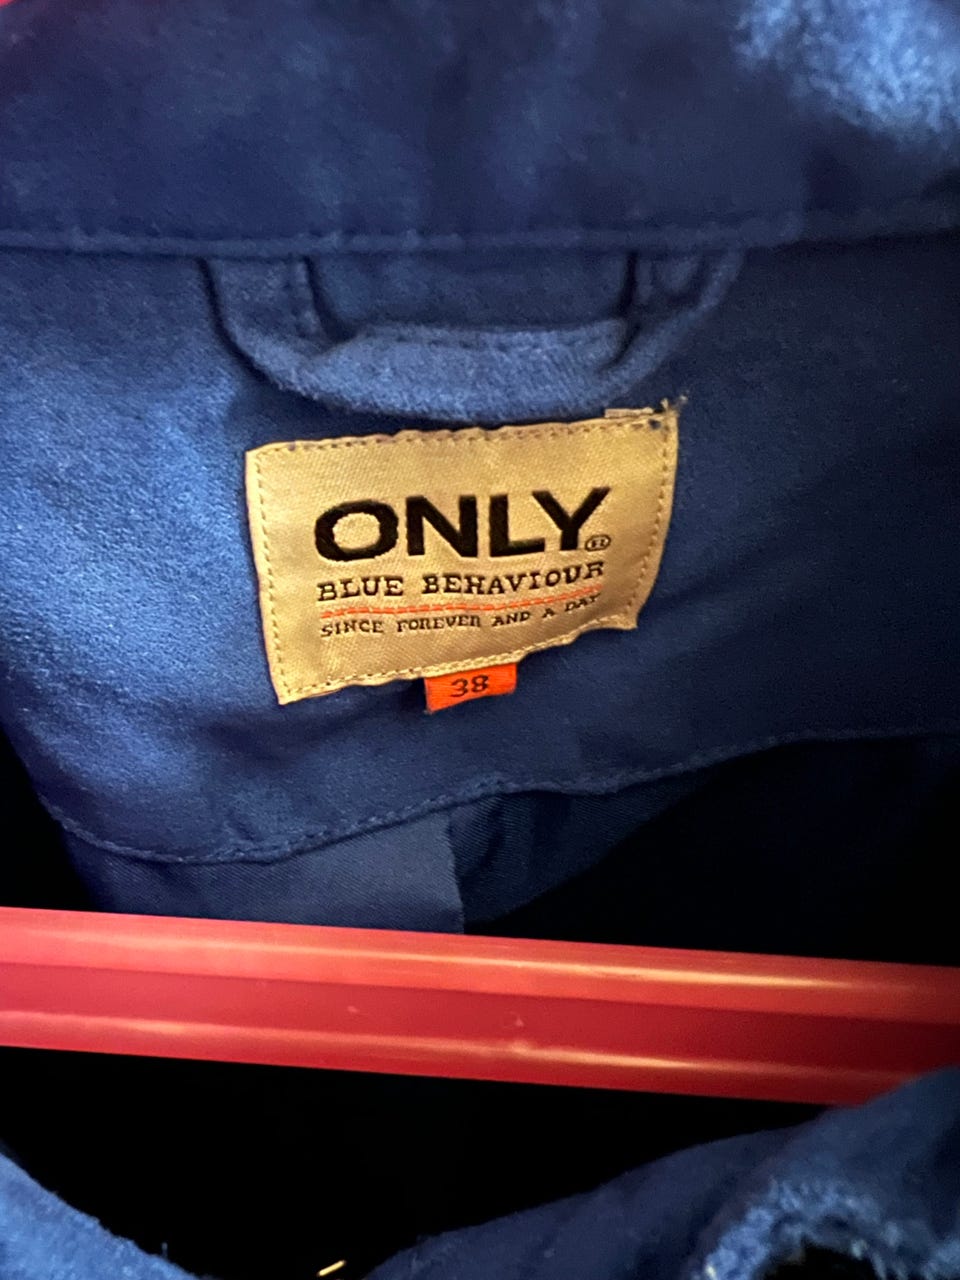 ONLY
BLUE BEHAVIOUR
SINCE FOREVER AND A DAY
38